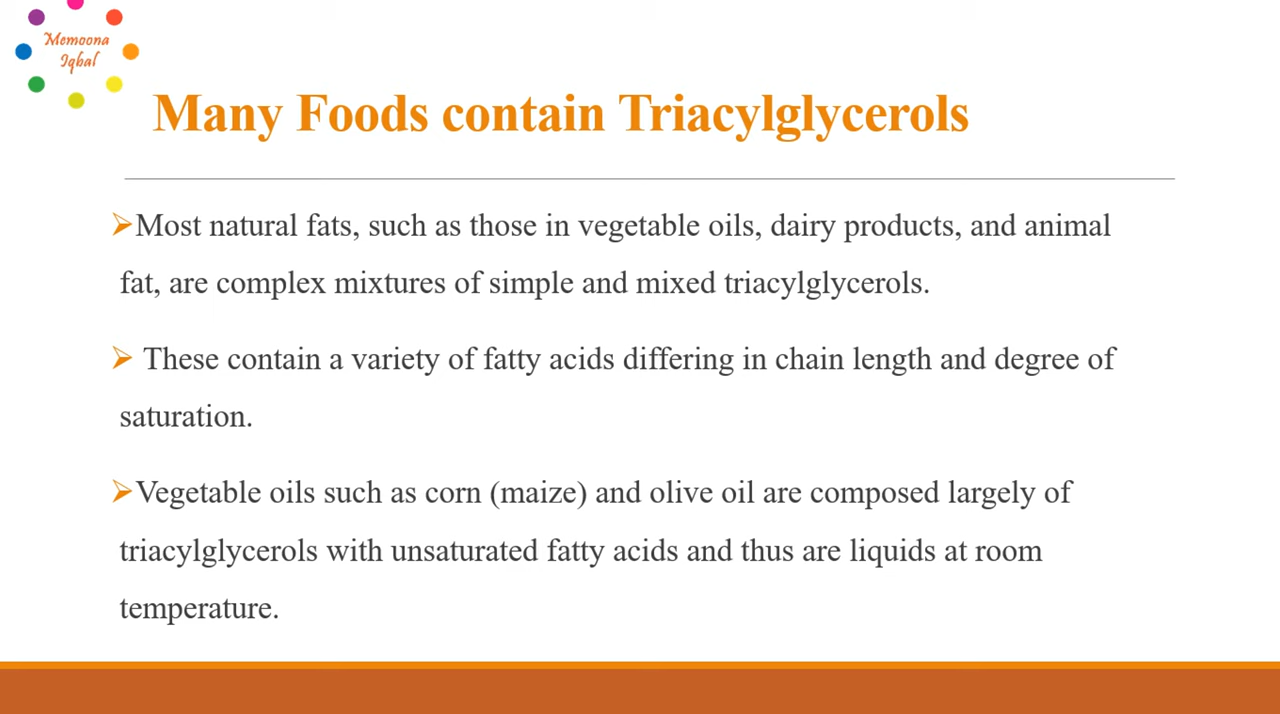 Memoona
Iqbal
Many Foods contain Triacylglycerols
Most natural fats, such as those in vegetable oils, dairy products, and animal
fat, are complex mixtures of simple and mixed triacylglycerols.
These contain a variety of fatty acids differing in chain length and degree of
saturation.
Vegetable oils such as corn (maize) and olive oil are composed largely of
triacylglycerols with unsaturated fatty acids and thus are liquids at room
temperature.